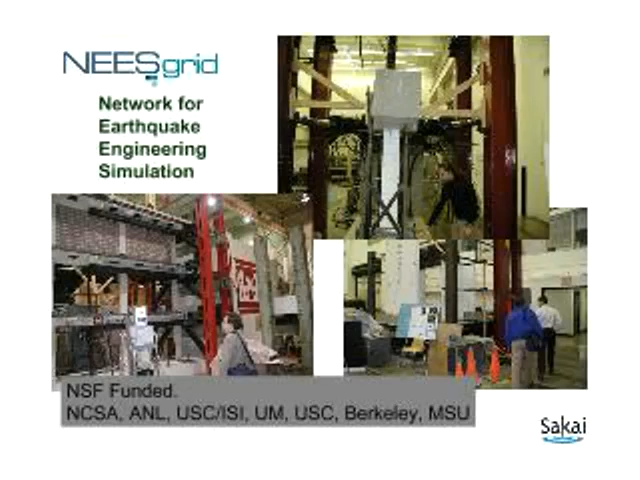 NEESgrid
Network for
Earthquake
Engineering
Simulation
NSF Funded.
NCSA, ANL, USC/ISI, UM, USC, Berkeley, MSU
Sakai